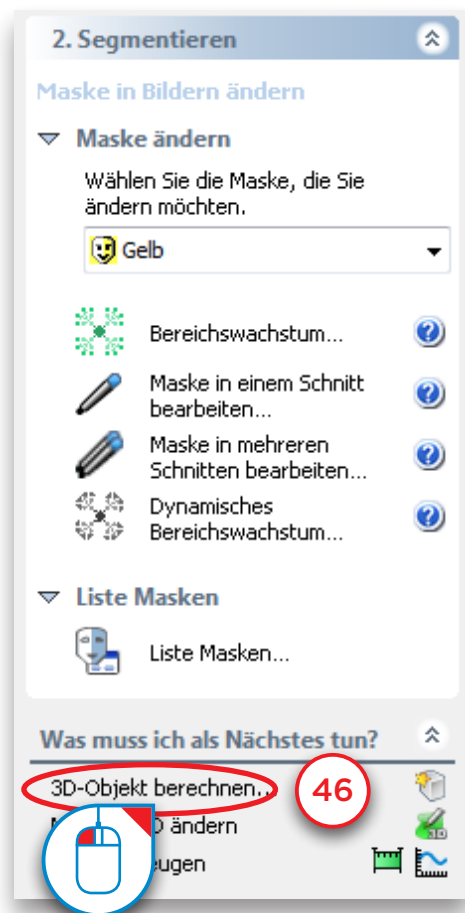 2. Segmentieren
Maske in Bildern ändern
Maske ändern
Wählen Sie die Maske, die Sie
ändern möchten.
Gelb
Bereichswachstum...
Maske in einem Schnitt
bearbeiten...
Maske in mehreren
Schnitten bearbeiten...
Dynamisches
Bereichswachstum...
Liste Masken
Liste Masken...
Was muss ich als Nächstes tun?
3D-Objekt berechnen...
46
ändern